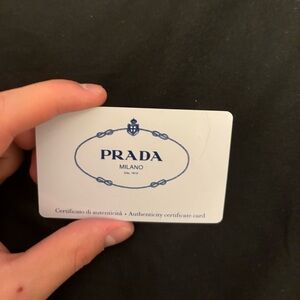 PRADA
MILANO
DAL 1913
Certificato di autenticità • Authenticity certificate card